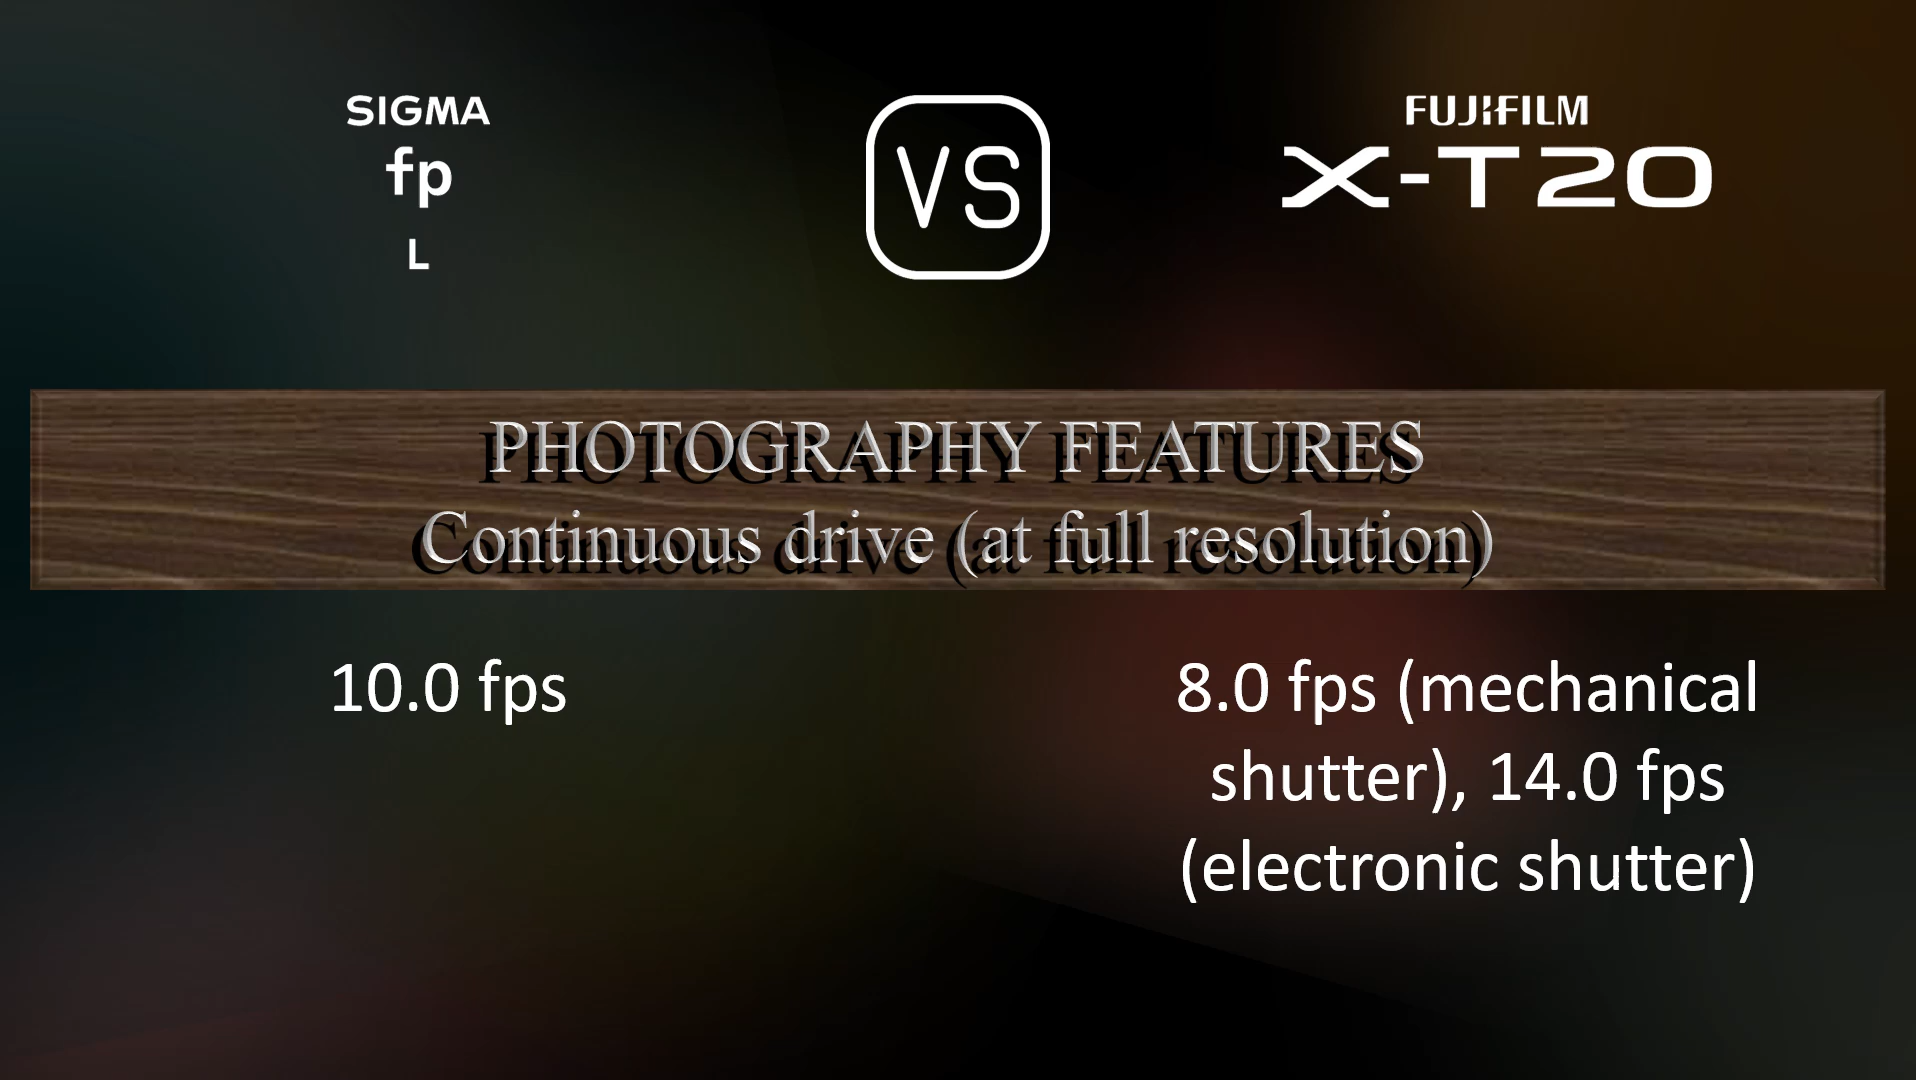 SIGMA
fp
L
VS
FUJIFILM
X-T20
PHOTOGRAPHY FEATURES
Continuous drive (at full resolution)
10.0 fps
8.0 fps (mechanical
shutter), 14.0 fps
(electronic shutter)